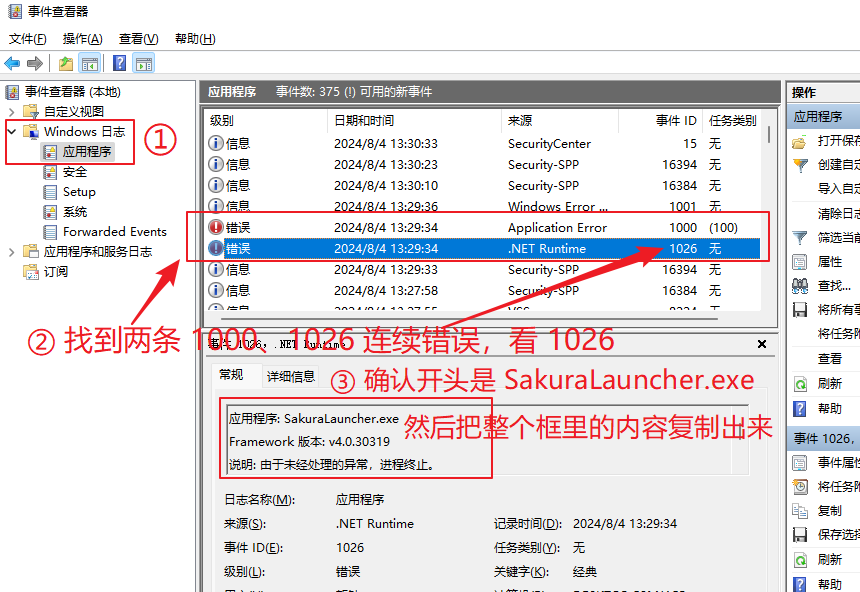 事件查看器
文件(F) 操作(A) 查看(V) 帮助(H)
事件查看器 (本地)
自定义视图
Windows 日志
应用程序
安全
Setup
系统
Forwarded Events
应用程序和服务日志
订阅
①
应用程序 事件数: 375 (!) 可用的新事件
级别 日期和时间 来源 事件 ID 任务类别
信息 2024/8/4 13:30:33 SecurityCenter 15 无
信息 2024/8/4 13:30:23 Security-SPP 16394 无
信息 2024/8/4 13:30:10 Security-SPP 16384 无
信息 2024/8/4 13:29:36 Windows Error ... 1001 无
错误 2024/8/4 13:29:34 Application Error 1000 (100)
错误 2024/8/4 13:29:34 .NET Runtime 1026 无
信息 2024/8/4 13:29:33 Security-SPP 16394 无
信息 2024/8/4 13:27:58 Security-SPP 16384 无
② 找到两条 1000、1026 连续错误，看 1026
事件 1026, .NET Runtime
常规 详细信息
③ 确认开头是 SakuraLauncher.exe
然后把整个框里的内容复制出来
应用程序: SakuraLauncher.exe
Framework 版本: v4.0.30319
说明: 由于未经处理的异常，进程终止。
日志名称(M): 应用程序
来源(S): .NET Runtime 记录时间(D): 2024/8/4 13:29:34
事件 ID(E): 1026 任务类别(Y): 无
级别(L): 错误 关键字(K): 经典
操作
应用程序
打开保存
创建自定
导入自定
清除日志
筛选当前
属性
查找...
将所有事
将任务附
查看
刷新
帮助
事件 1026,
事件属性
将任务附
复制
保存选择
刷新
帮助